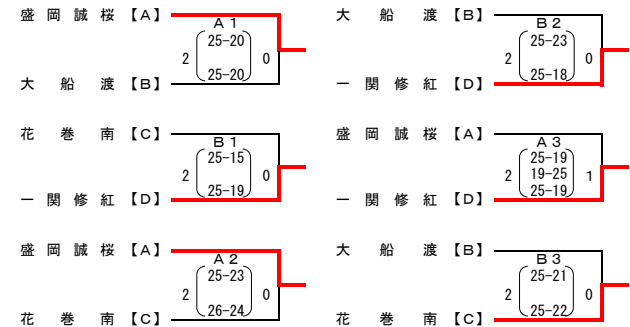 盛岡誠桜【A】
A1
25-20
2 0
25-20
大船渡【B】
花巻南【C】
B1
25-15
2 0
25-19
一関修紅【D】
盛岡誠桜【A】
A2
25-23
2 0
26-24
花巻南【C】
大船渡【B】
B2
25-23
2 0
25-18
一関修紅【D】
盛岡誠桜【A】
A3
25-19
2 19-25 1
25-19
一関修紅【D】
大船渡【B】
B3
25-21
2 0
25-22
花巻南【C】